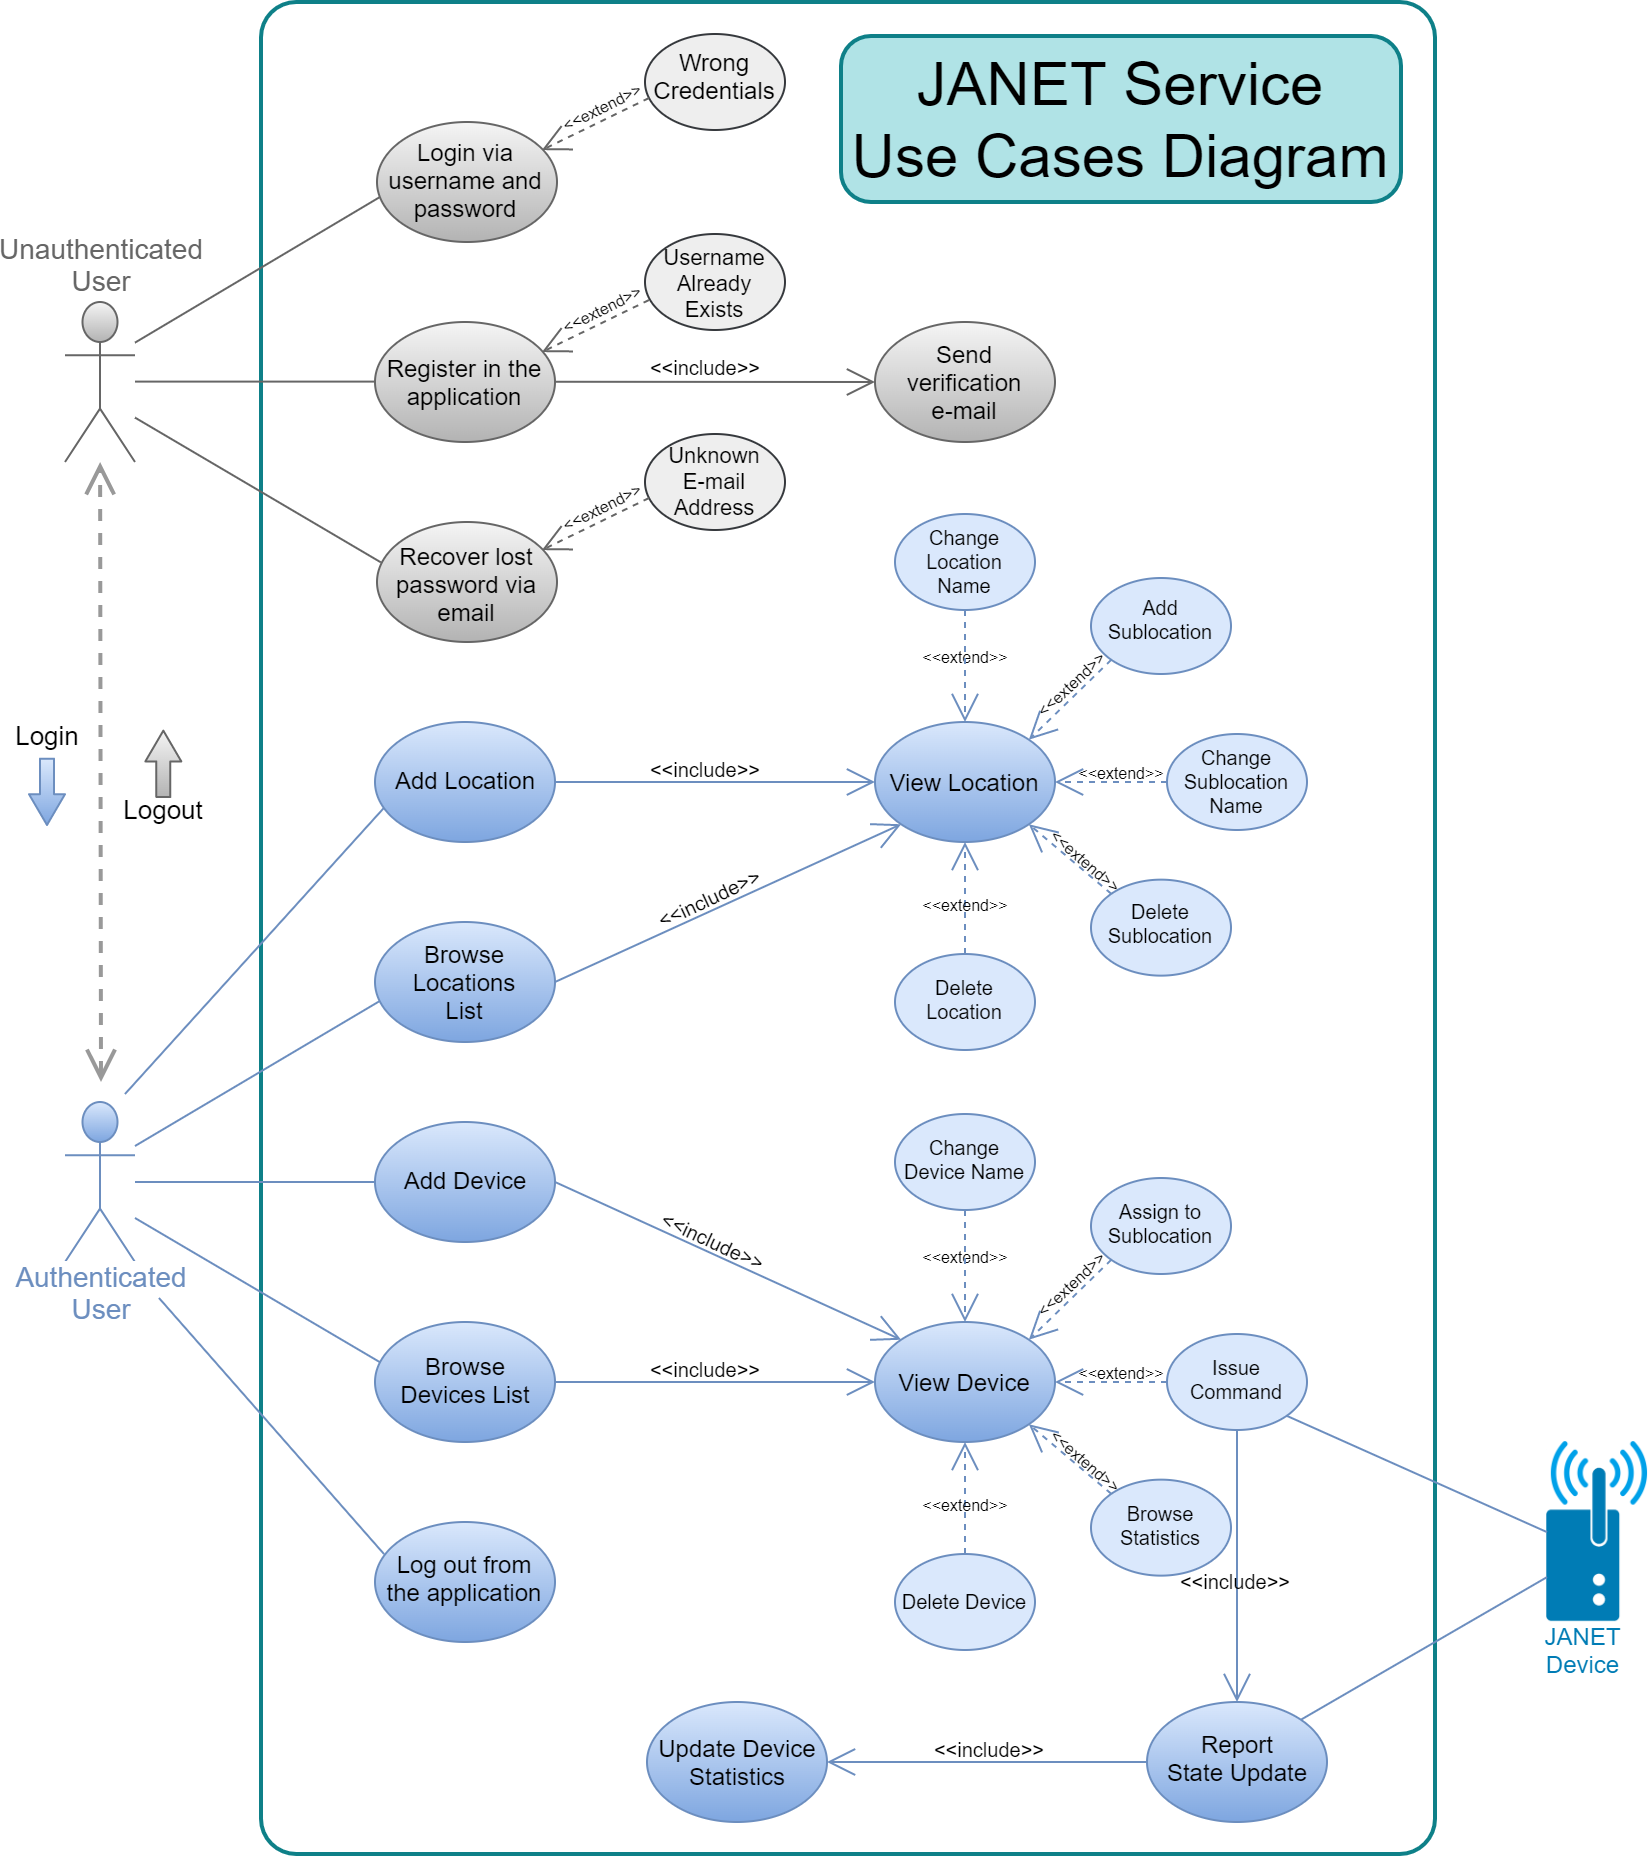 JANET Service
Use Cases Diagram
Wrong
Credentials
<<extend>>
Login via
username and
password
Unauthenticated
User
Username
Already
Exists
<<extend>>
Register in the
application
<<include>>
Send
verification
e-mail
Unknown
E-mail
Address
<<extend>>
Recover lost
password via
email
Change
Location
Name
<<extend>>
Add
Sublocation
<<extend>>
Login
Logout
Add Location
<<include>>
View Location
<<extend>>
Change
Sublocation
Name
<<include>>
<<extend>>
<<extend>>
Delete
Sublocation
Browse
Locations
List
Delete
Location
Change
Device Name
<<extend>>
Add Device
<<include>>
Assign to
Sublocation
<<extend>>
Authenticated
User
Browse
Devices List
<<include>>
View Device
<<extend>>
Issue
Command
<<extend>>
<<extend>>
Browse
Statistics
Log out from
the application
Delete Device
<<include>>
JANET
Device
Update Device
Statistics
<<include>>
Report
State Update